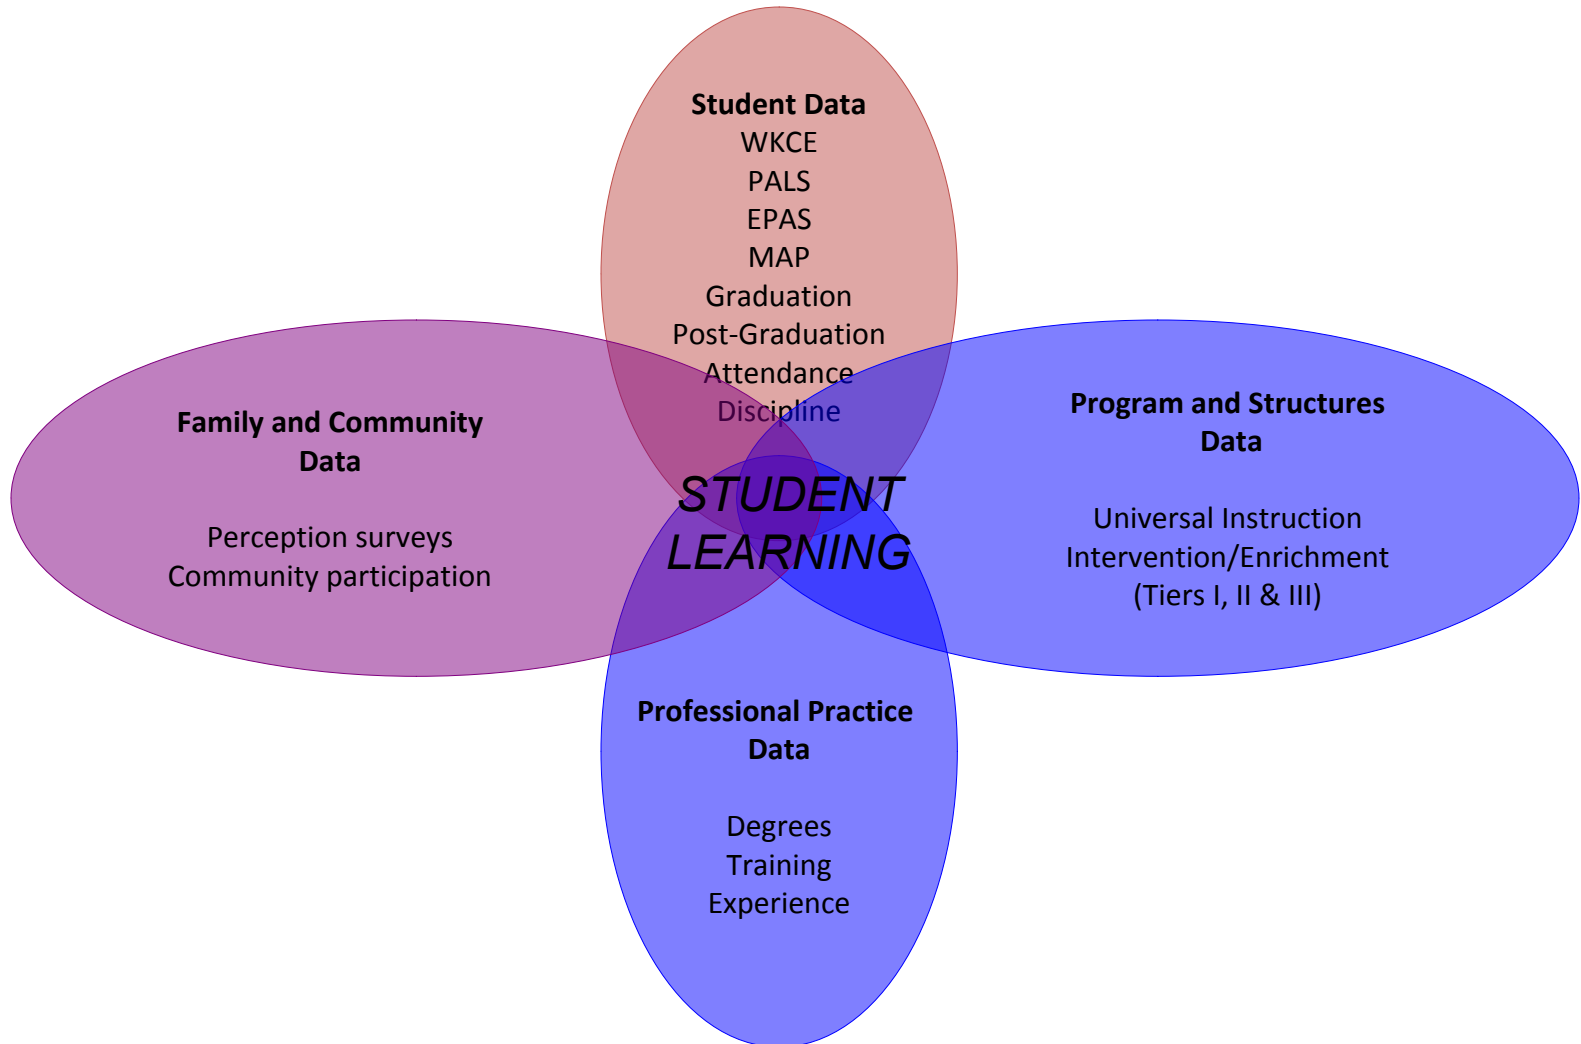 Student Data
WKCE
PALS
EPAS
MAP
Graduation
Post-Graduation
Attendance
Discipline
Family and Community
Data
Perception surveys
Community participation
STUDENT
LEARNING
Program and Structures
Data
Universal Instruction
Intervention/Enrichment
(Tiers I, II & III)
Professional Practice
Data
Degrees
Training
Experience